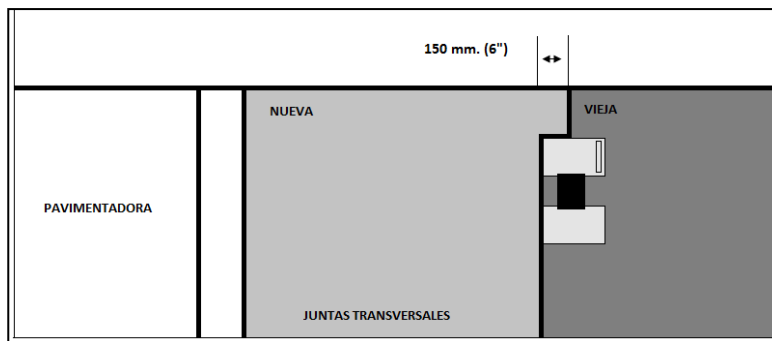 150 mm. (6")
NUEVA
VIEJA
PAVIMENTADORA
JUNTAS TRANSVERSALES